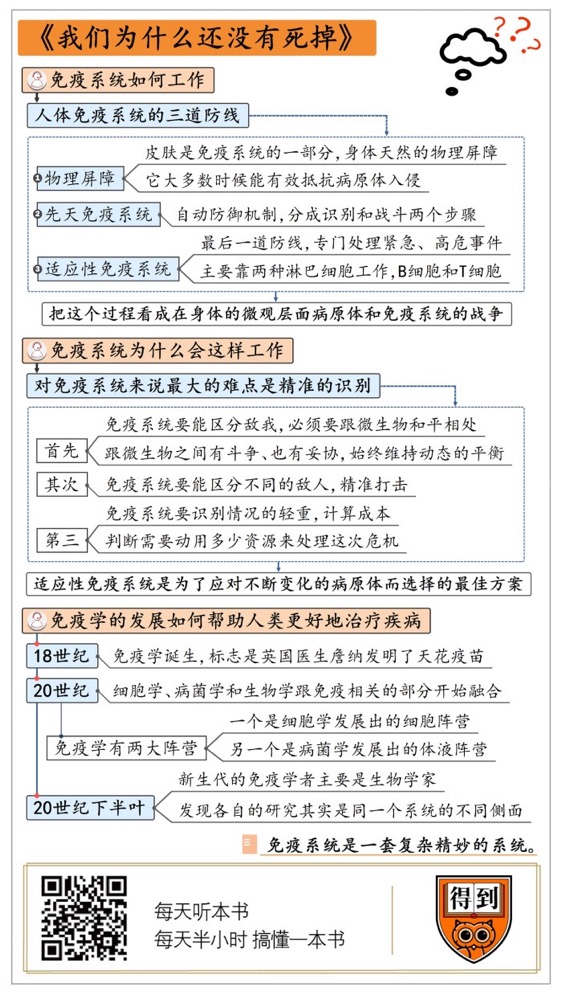 《我们为什么还没有死掉》
???
免疫系统如何工作
人体免疫系统的三道防线
皮肤是免疫系统的一部分，身体天然的物理屏障
1 物理屏障
它大多数时候能有效抵抗病原体入侵
2 先天免疫系统
自动防御机制，分成识别和战斗两个步骤
最后一道防线，专门处理紧急、高危事件
3 适应性免疫系统
主要靠两种淋巴细胞工作，B细胞和T细胞
把这个过程看成在身体的微观层面病原体和免疫系统的战争
免疫系统为什么会这样工作
对免疫系统来说最大的难点是精准的识别
免疫系统要能区分敌我，必须要跟微生物和平相处
首先
跟微生物之间有斗争、也有妥协，始终维持动态的平衡
其次
免疫系统要能区分不同的敌人，精准打击
免疫系统要识别情况的轻重，计算成本
第三
判断需要动用多少资源来处理这次危机
适应性免疫系统是为了应对不断变化的病原体而选择的最佳方案
免疫学的发展如何帮助人类更好地治疗疾病
18世纪
免疫学诞生，标志是英国医生詹纳发明了天花疫苗
20世纪
细胞学、病菌学和生物学跟免疫相关的部分开始融合
一个是细胞学发展出的细胞阵营
免疫学有两大阵营
另一个是病菌学发展出的体液阵营
新生代的免疫学者主要是生物学家
20世纪下半叶
发现各自的研究其实是同一个系统的不同侧面
免疫系统是一套复杂精妙的系统。
每天听本书
每天半小时 搞懂一本书
得到